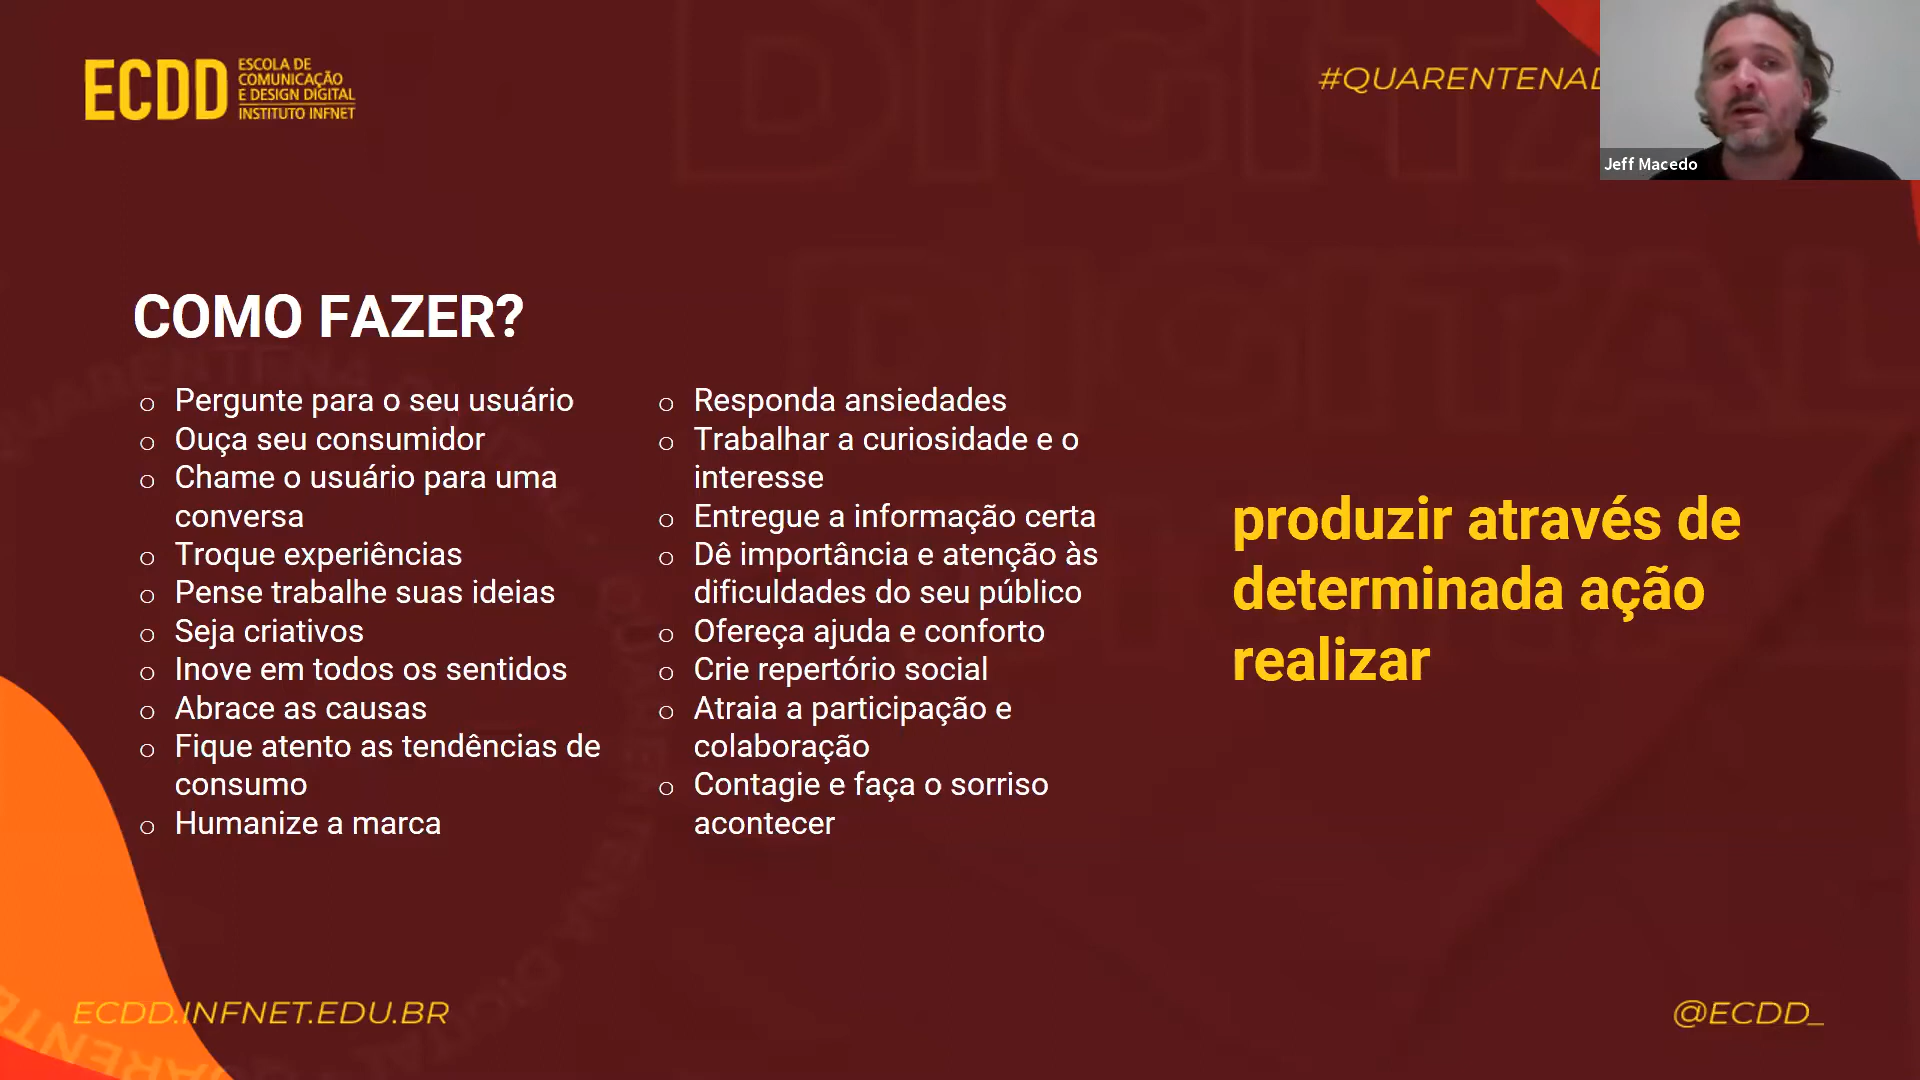 ECDD
ESCOLA DE
COMUNICAÇÃO
E DESIGN DIGITAL
INSTITUTO INFNET
#QUARENTENAD
Jeff Macedo
COMO FAZER?
o Pergunte para o seu usuário
o Ouça seu consumidor
o Chame o usuário para uma
conversa
o Troque experiências
o Pense trabalhe suas ideias
o Seja criativos
o Inove em todos os sentidos
o Abrace as causas
o Fique atento as tendências de
consumo
o Humanize a marca
o Responda ansiedades
o Trabalhar a curiosidade e o
interesse
o Entregue a informação certa
o Dê importância e atenção às
dificuldades do seu público
o Ofereça ajuda e conforto
o Crie repertório social
o Atraia a participação e
colaboração
o Contagie e faça o sorriso
acontecer
produzir através de
determinada ação
realizar
ECDD.INFNET.EDU.BR
@ECDD_